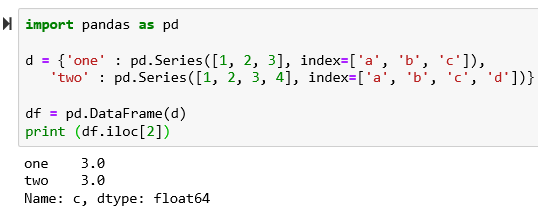 import pandas as pd
d = {'one' : pd.Series([1, 2, 3], index=['a', 'b', 'c']),
   'two' : pd.Series([1, 2, 3, 4], index=['a', 'b', 'c', 'd'])}
df = pd.DataFrame(d)
print (df.iloc[2])
one    3.0
two    3.0
Name: c, dtype: float64